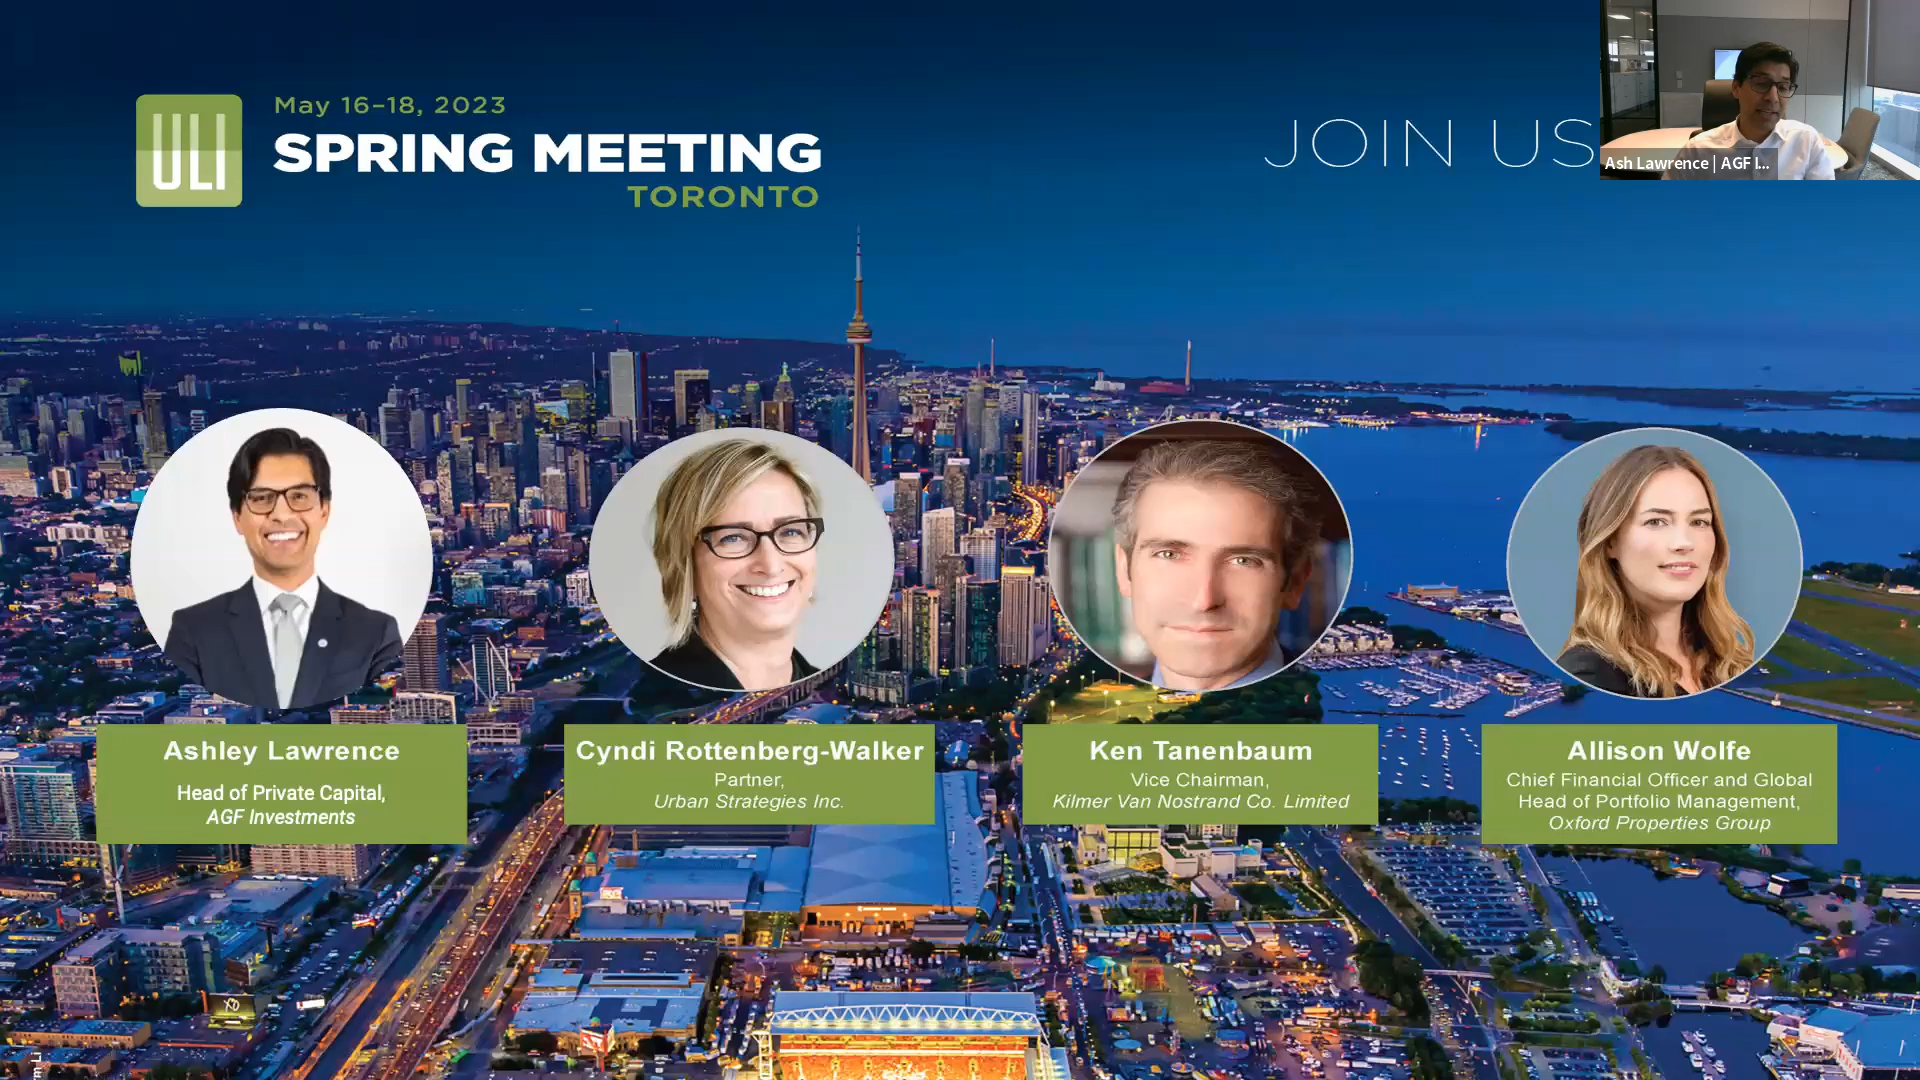 ULI
May 16–18, 2023
SPRING MEETING
TORONTO
JOIN US
Ash Lawrence | AGF I...
Ashley Lawrence
Head of Private Capital,
AGF Investments
Cyndi Rottenberg-Walker
Partner,
Urban Strategies Inc.
Ken Tanenbaum
Vice Chairman,
Kilmer Van Nostrand Co. Limited
Allison Wolfe
Chief Financial Officer and Global
Head of Portfolio Management,
Oxford Properties Group